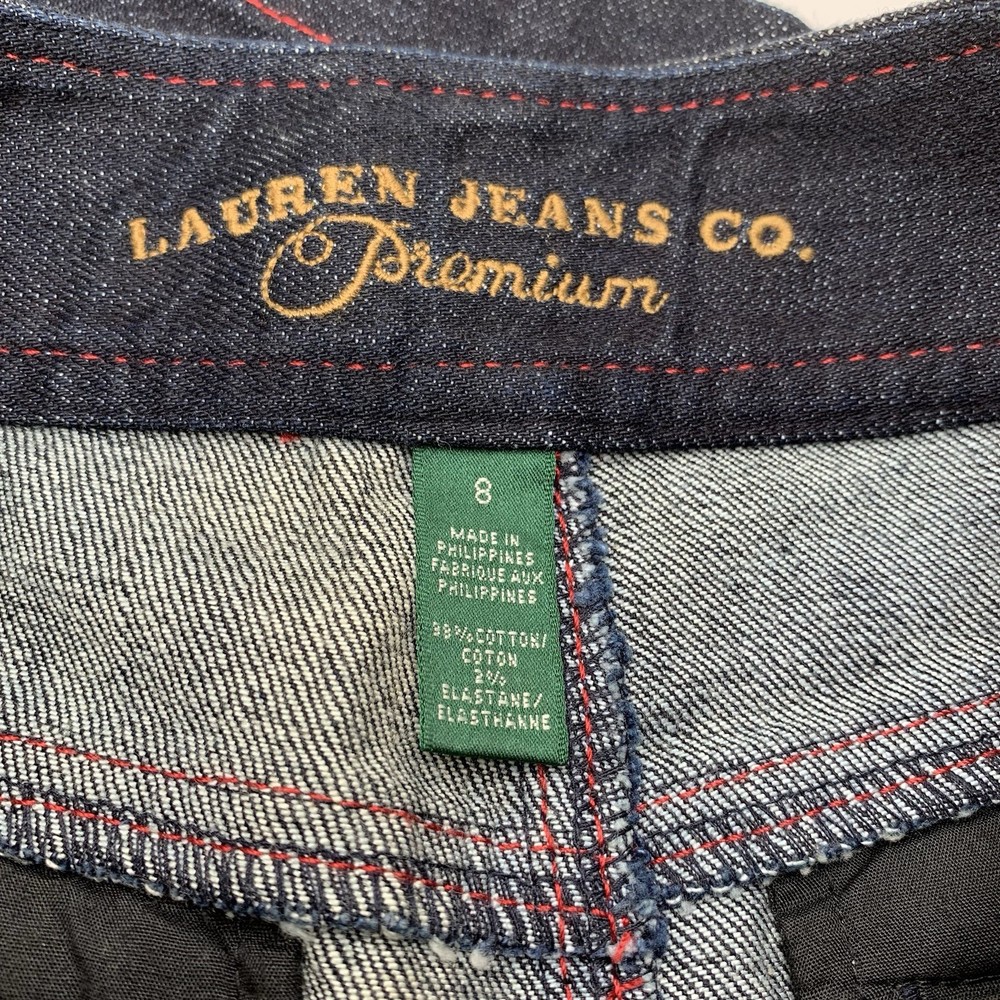 LAUREN JEANS CO.
Premium
8
MADE IN
PHILIPPINES
FABRIQUE AUX
PHILIPPINES
98%COTTON/
COTON
2%
ELASTANE/
ELASTHANNE